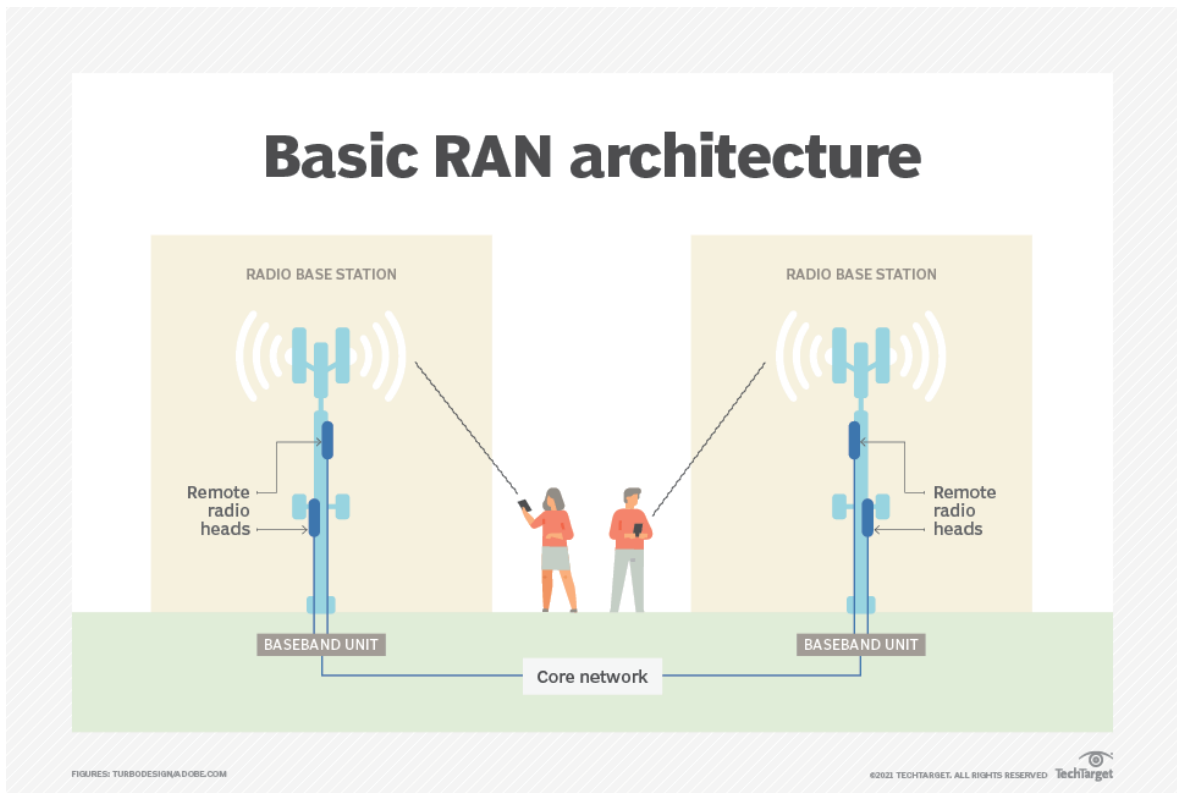 Basic RAN architecture
RADIO BASE STATION
Remote
radio
heads
BASEBAND UNIT
RADIO BASE STATION
Remote
radio
heads
BASEBAND UNIT
Core network
FIGURES: TURBODESIGN/ADOBE.COM
©2021 TECHTARGET. ALL RIGHTS RESERVED TechTarget